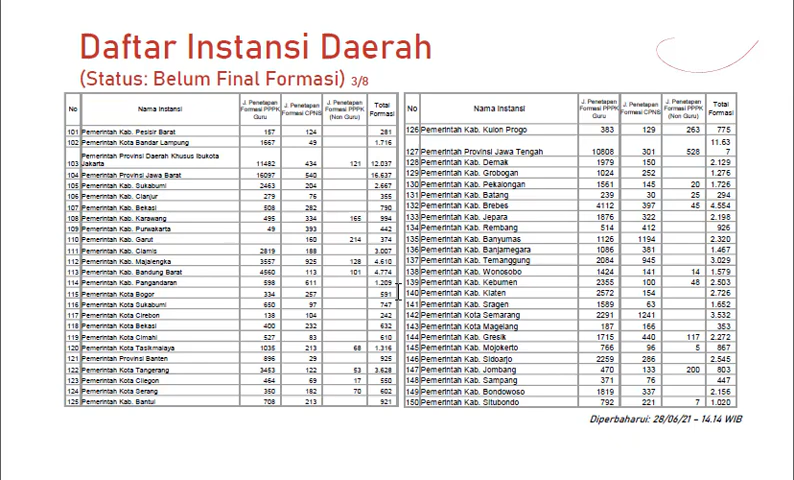 Daftar Instansi Daerah
(Status: Belum Final Formasi) 3/8
No Nama Instansi J. Penetapan Formasi PPPK Guru J. Penetapan Formasi CPNS J. Penetapan Formasi PPPK (Non Guru) Total Formasi
101 Pemerintah Kab. Pesisir Barat 157 124 281
102 Pemerintah Kota Bandar Lampung 1667 49 1.716
103 Pemerintah Provinsi Daerah Khusus Ibukota Jakarta 11482 434 121 12.037
104 Pemerintah Provinsi Jawa Barat 16097 540 16.637
105 Pemerintah Kab. Sukabumi 2463 204 2.667
106 Pemerintah Kab. Cianjur 279 76 355
107 Pemerintah Kab. Bekasi 508 282 790
108 Pemerintah Kab. Karawang 495 334 165 994
109 Pemerintah Kab. Purwakarta 49 393 442
110 Pemerintah Kab. Garut 160 214 374
111 Pemerintah Kab. Ciamis 2819 188 3.007
112 Pemerintah Kab. Majalengka 3557 925 128 4.610
113 Pemerintah Kab. Bandung Barat 4560 113 101 4.774
114 Pemerintah Kab. Pangandaran 598 611 1.209
115 Pemerintah Kota Bogor 334 257 591
116 Pemerintah Kota Sukabumi 650 97 747
117 Pemerintah Kota Cirebon 138 104 242
118 Pemerintah Kota Bekasi 400 232 632
119 Pemerintah Kota Cimahi 527 83 610
120 Pemerintah Kota Tasikmalaya 1035 213 68 1.316
121 Pemerintah Provinsi Banten 896 29 925
122 Pemerintah Kota Tangerang 3453 122 53 3.628
123 Pemerintah Kota Cilegon 464 69 17 550
124 Pemerintah Kota Serang 350 182 70 602
125 Pemerintah Kab. Bantul 708 213 921
No Nama Instansi J. Penetapan Formasi PPPK Guru J. Penetapan Formasi CPNS J. Penetapan Formasi PPPK (Non Guru) Total Formasi
126 Pemerintah Kab. Kulon Progo 383 129 263 775
127 Pemerintah Provinsi Jawa Tengah 10808 301 528 11.637
128 Pemerintah Kab. Demak 1979 150 2.129
129 Pemerintah Kab. Grobogan 1024 252 1.276
130 Pemerintah Kab. Pekalongan 1561 145 20 1.726
131 Pemerintah Kab. Batang 239 30 25 294
132 Pemerintah Kab. Brebes 4112 397 45 4.554
133 Pemerintah Kab. Jepara 1876 322 2.198
134 Pemerintah Kab. Rembang 514 412 926
135 Pemerintah Kab. Banyumas 1126 1194 2.320
136 Pemerintah Kab. Banjarnegara 1086 381 1.467
137 Pemerintah Kab. Temanggung 2084 945 3.029
138 Pemerintah Kab. Wonosobo 1424 141 14 1.579
139 Pemerintah Kab. Kebumen 2355 100 48 2.503
140 Pemerintah Kab. Klaten 2572 154 2.726
141 Pemerintah Kab. Sragen 1589 63 1.652
142 Pemerintah Kota Semarang 2291 1241 3.532
143 Pemerintah Kota Magelang 187 166 353
144 Pemerintah Kab. Gresik 1715 440 117 2.272
145 Pemerintah Kab. Mojokerto 766 96 5 867
146 Pemerintah Kab. Sidoarjo 2259 286 2.545
147 Pemerintah Kab. Jombang 470 133 200 803
148 Pemerintah Kab. Sampang 371 76 447
149 Pemerintah Kab. Bondowoso 1819 337 2.156
150 Pemerintah Kab. Situbondo 792 221 7 1.020
Diperbaharui: 28/06/21 - 14.14 WIB